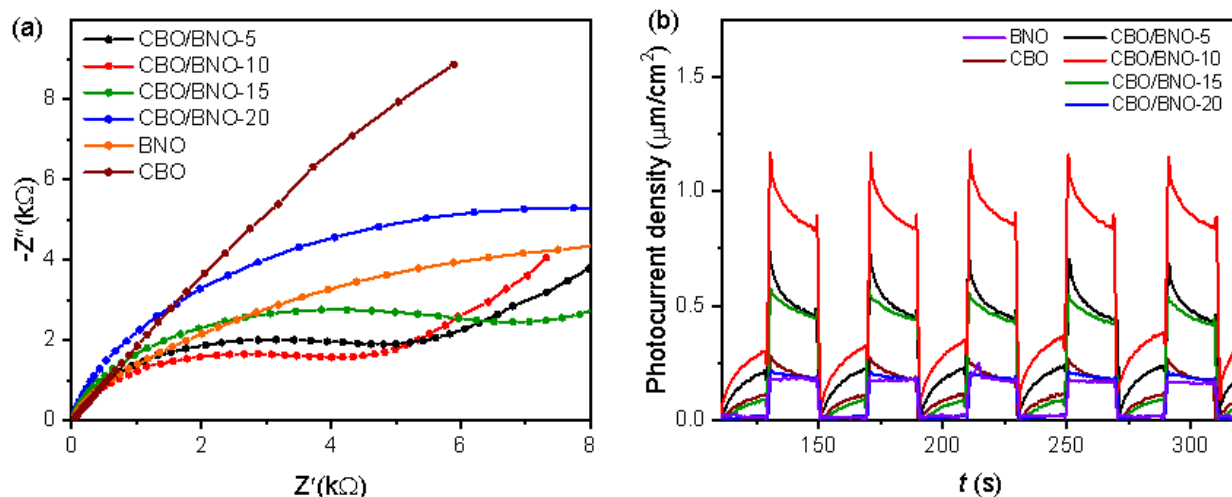 (a)
CBO/BNO-5
CBO/BNO-10
CBO/BNO-15
CBO/BNO-20
BNO
CBO
-Z″(kΩ)
8
6
4
2
0
0 2 4 6 8
Z′(kΩ)
(b)
BNO
CBO
CBO/BNO-5
CBO/BNO-10
CBO/BNO-15
CBO/BNO-20
Photocurrent density (μm/cm²)
1.5
1.0
0.5
0.0
150 200 250 300
t (s)